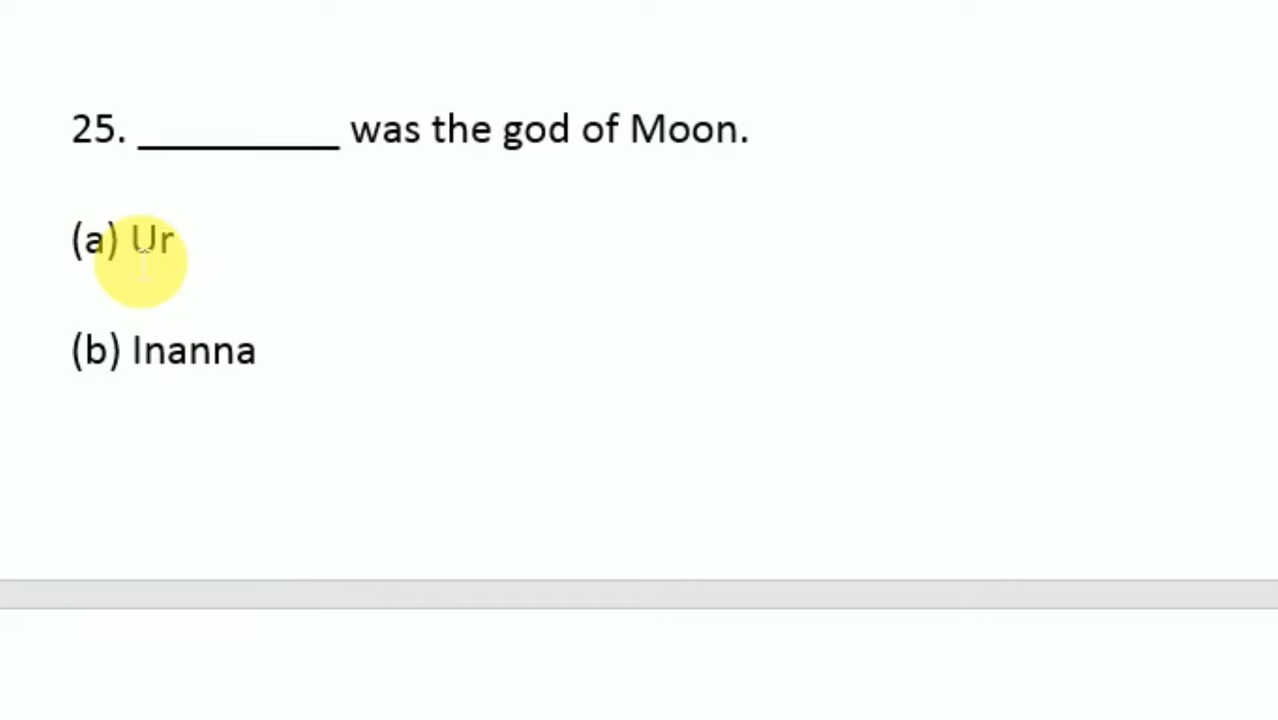 25. __________ was the god of Moon.
(a) Ur
(b) Inanna